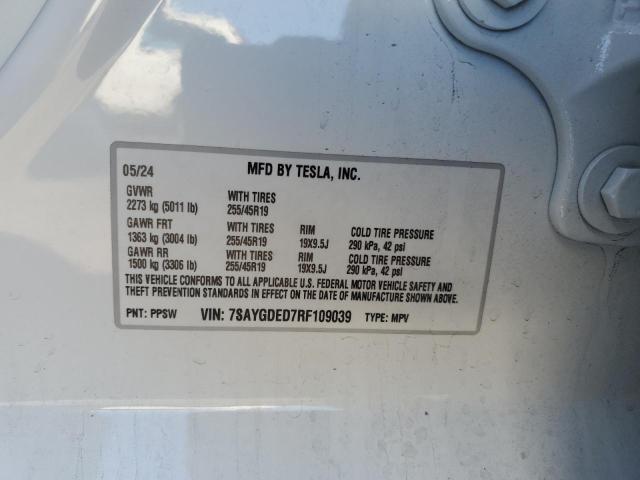 05/24 MFD BY TESLA, INC.
GVWR WITH TIRES
2273 kg (5011 lb) 255/45R19
GAWR FRT WITH TIRES RIM COLD TIRE PRESSURE
1363 kg (3004 lb) 255/45R19 19X9.5J 290 kPa, 42 psi
GAWR RR WITH TIRES RIM COLD TIRE PRESSURE
1500 kg (3306 lb) 255/45R19 19X9.5J 290 kPa, 42 psi
THIS VEHICLE CONFORMS TO ALL APPLICABLE U.S. FEDERAL MOTOR VEHICLE SAFETY AND
THEFT PREVENTION STANDARDS IN EFFECT ON THE DATE OF MANUFACTURE SHOWN ABOVE.
PNT: PPSW VIN: 7SAYGDED7RF109039 TYPE: MPV